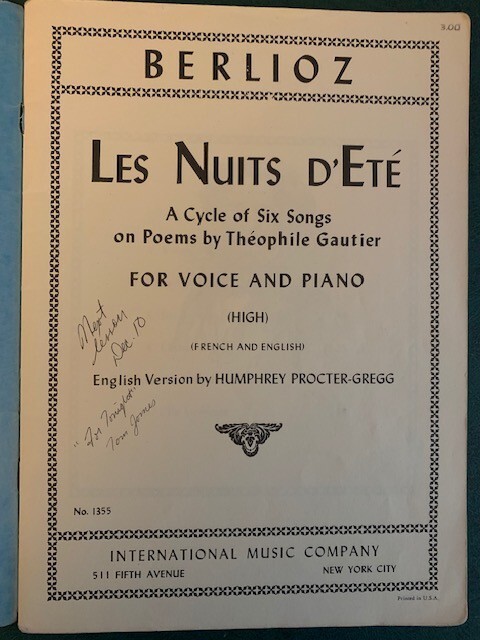 3.00
BERLIOZ
LES NUITS D'ETÉ
A Cycle of Six Songs
on Poems by Théophile Gautier
FOR VOICE AND PIANO
(HIGH)
(FRENCH AND ENGLISH)
English Version by HUMPHREY PROCTER-GREGG
Next
lesson
Dec. 10
"For Tonight"
Tom Jones
No. 1355
INTERNATIONAL MUSIC COMPANY
511 FIFTH AVENUE NEW YORK CITY
Printed in U.S.A.